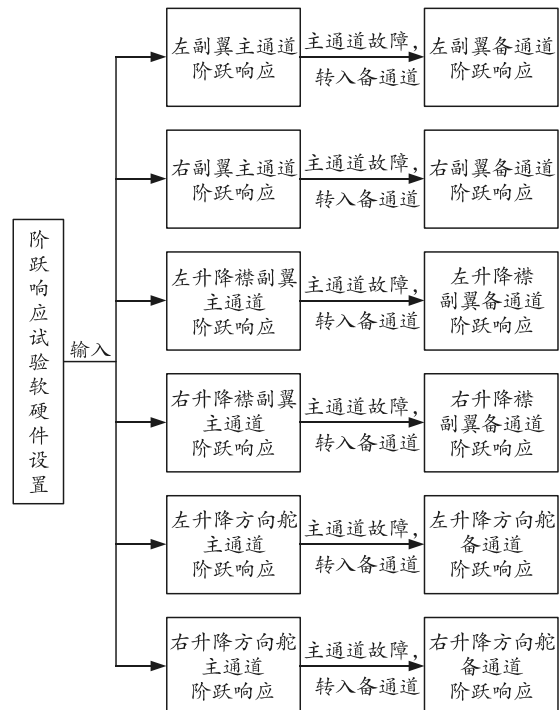 阶跃响应试验软硬件设置
输入
左副翼主通道
阶跃响应
主通道故障，
转入备通道
左副翼备通道
阶跃响应
右副翼主通道
阶跃响应
主通道故障，
转入备通道
右副翼备通道
阶跃响应
左升降襟副翼
主通道
阶跃响应
主通道故障，
转入备通道
左升降襟
副翼备通道
阶跃响应
右升降襟副翼
主通道
阶跃响应
主通道故障，
转入备通道
右升降襟
副翼备通道
阶跃响应
左升降方向舵
主通道
阶跃响应
主通道故障，
转入备通道
左升降方向舵
备通道
阶跃响应
右升降方向舵
主通道
阶跃响应
主通道故障，
转入备通道
右升降方向舵
备通道
阶跃响应